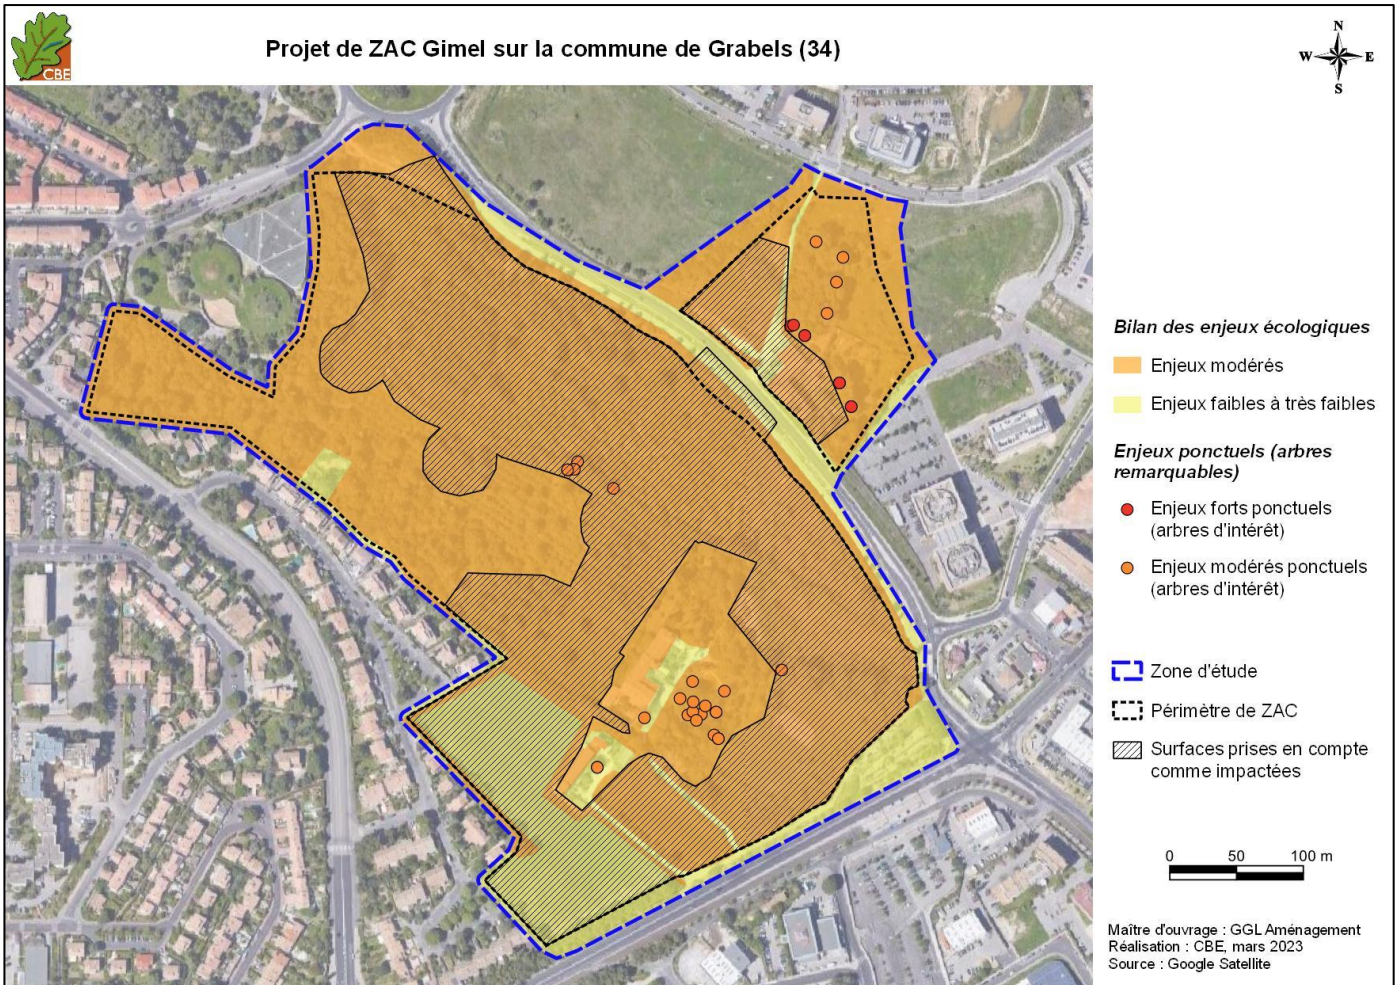 CBE
Projet de ZAC Gimel sur la commune de Grabels (34)
N
W E
S
Bilan des enjeux écologiques
Enjeux modérés
Enjeux faibles à très faibles
Enjeux ponctuels (arbres
remarquables)
Enjeux forts ponctuels
(arbres d'intérêt)
Enjeux modérés ponctuels
(arbres d'intérêt)
Zone d'étude
Périmètre de ZAC
Surfaces prises en compte
comme impactées
0 50 100 m
Maître d'ouvrage : GGL Aménagement
Réalisation : CBE, mars 2023
Source : Google Satellite